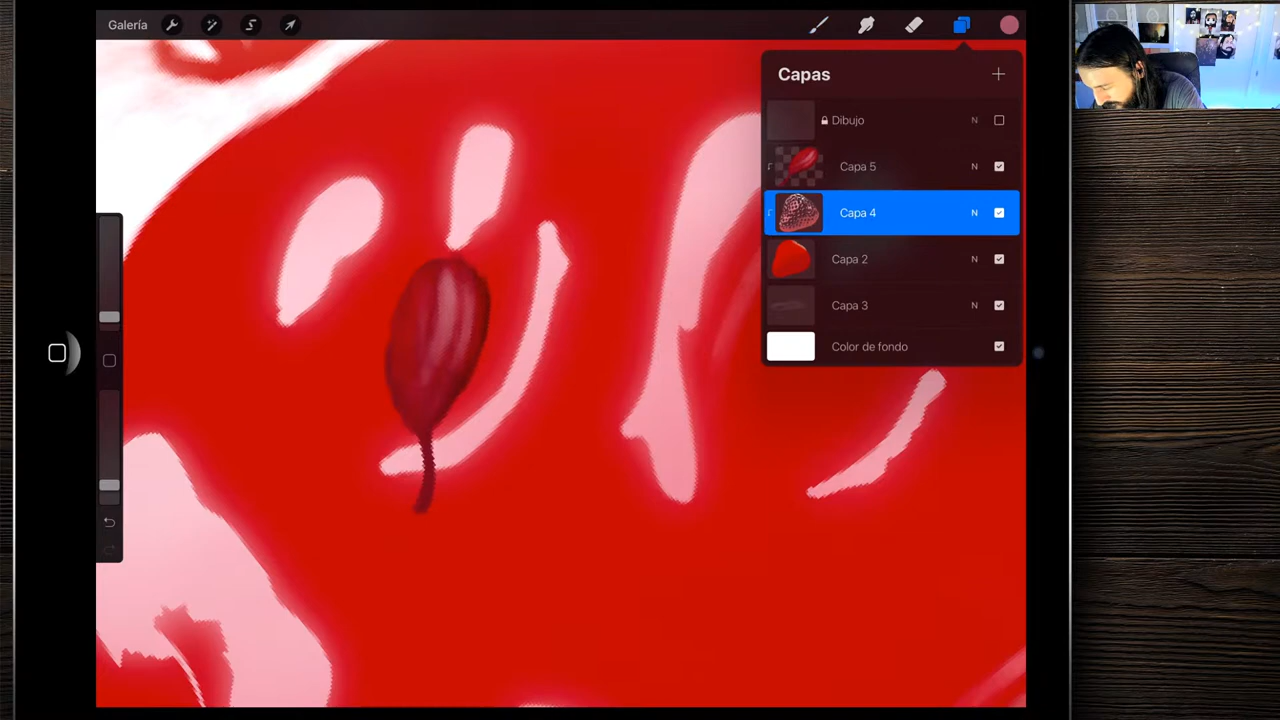 Galería
Capas
Dibujo N
Capa 5 N
Capa 4 N
Capa 2 N
Capa 3 N
Color de fondo